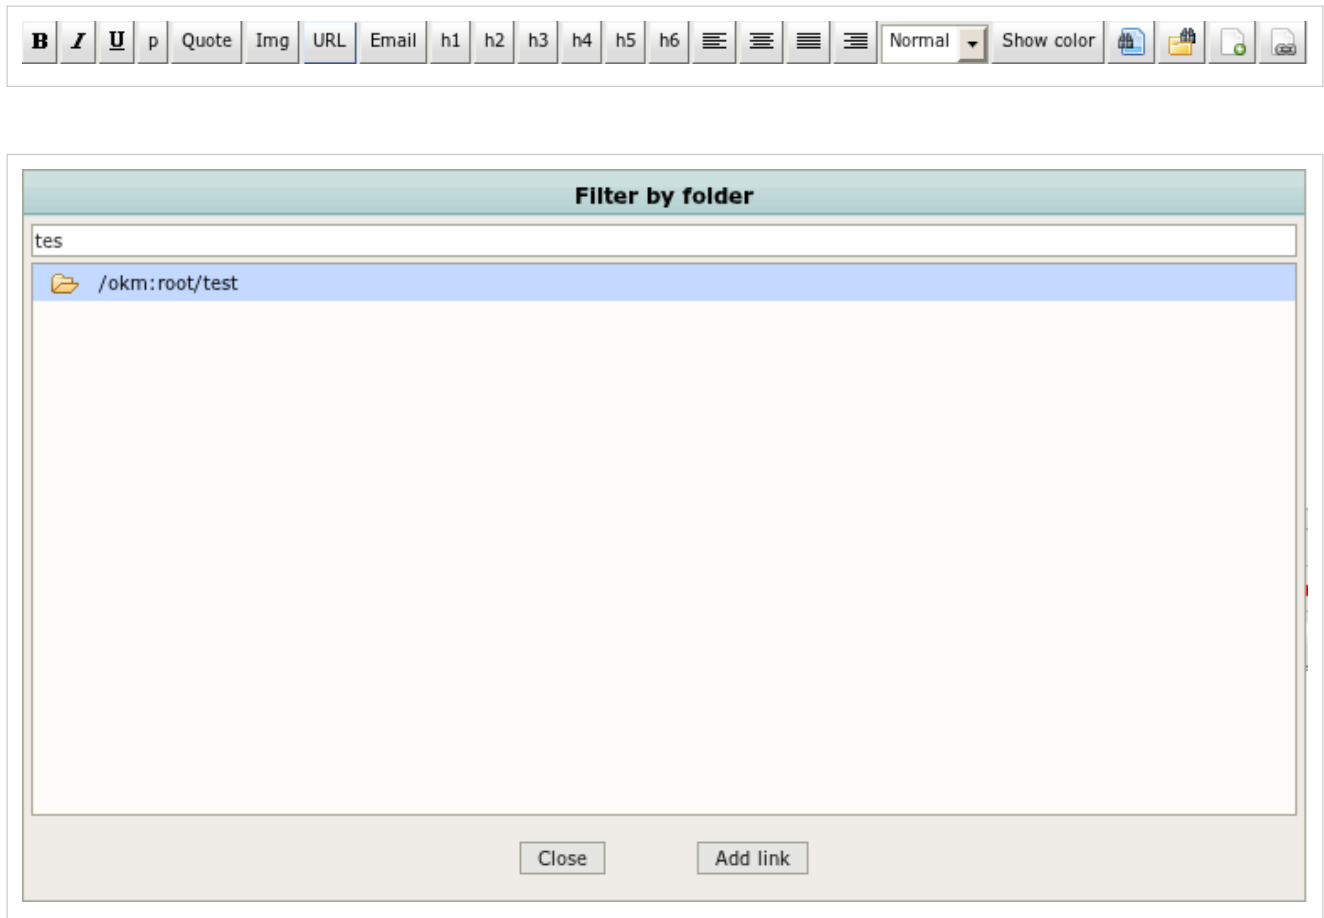 B I U p Quote Img URL Email h1 h2 h3 h4 h5 h6 Normal Show color
Filter by folder
tes
/okm:root/test
Close Add link